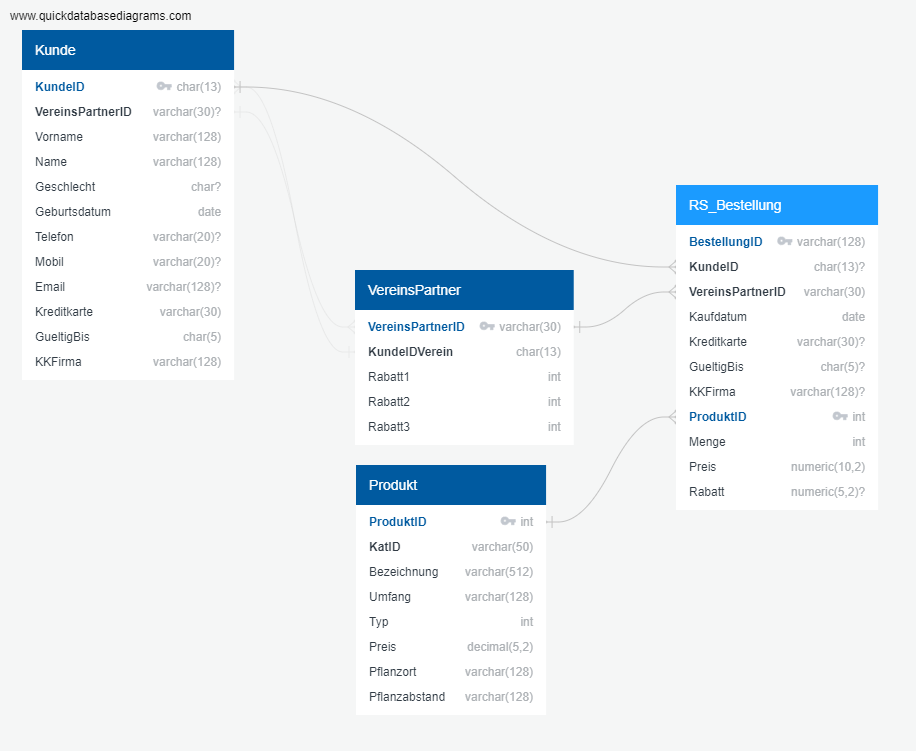 www.quickdatabasediagrams.com
Kunde
KundeID char(13)
VereinsPartnerID varchar(30)?
Vorname varchar(128)
Name varchar(128)
Geschlecht char?
Geburtsdatum date
Telefon varchar(20)?
Mobil varchar(20)?
Email varchar(128)?
Kreditkarte varchar(30)
GueltigBis char(5)
KKFirma varchar(128)
RS_Bestellung
BestellungID varchar(128)
KundeID char(13)?
VereinsPartnerID varchar(30)
Kaufdatum date
Kreditkarte varchar(30)?
GueltigBis char(5)?
KKFirma varchar(128)?
ProduktID int
Menge int
Preis numeric(10,2)
Rabatt numeric(5,2)?
VereinsPartner
VereinsPartnerID varchar(30)
KundeIDVerein char(13)
Rabatt1 int
Rabatt2 int
Rabatt3 int
Produkt
ProduktID int
KatID varchar(50)
Bezeichnung varchar(512)
Umfang varchar(128)
Typ int
Preis decimal(5,2)
Pflanzort varchar(128)
Pflanzabstand varchar(128)